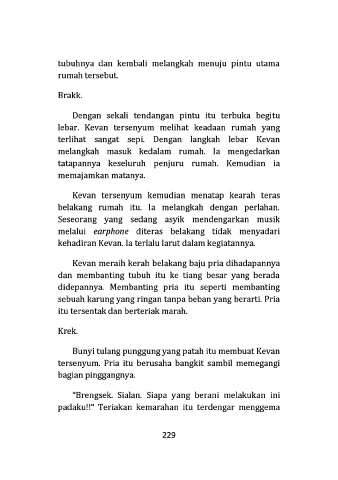 tubuhnya dan kembali melangkah menuju pintu utama
rumah tersebut.
Brakk.
Dengan sekali tendangan pintu itu terbuka begitu
lebar. Kevan tersenyum melihat keadaan rumah yang
terlihat sangat sepi. Dengan langkah lebar Kevan
melangkah masuk kedalam rumah. Ia mengedarkan
tatapannya keseluruh penjuru rumah. Kemudian ia
memajamkan matanya.
Kevan tersenyum kemudian menatap kearah teras
belakang rumah itu. Ia melangkah dengan perlahan.
Seseorang yang sedang asyik mendengarkan musik
melalui earphone diteras belakang tidak menyadari
kehadiran Kevan. Ia terlalu larut dalam kegiatannya.
Kevan meraih kerah belakang baju pria dihadapannya
dan membanting tubuh itu ke tiang besar yang berada
didepannya. Membanting pria itu seperti membanting
sebuah karung yang ringan tanpa beban yang berarti. Pria
itu tersentak dan berteriak marah.
Krek.
Bunyi tulang punggung yang patah itu membuat Kevan
tersenyum. Pria itu berusaha bangkit sambil memegangi
bagian pinggangnya.
"Brengsek. Sialan. Siapa yang berani melakukan ini
padaku!!" Teriakan kemarahan itu terdengar menggema
229